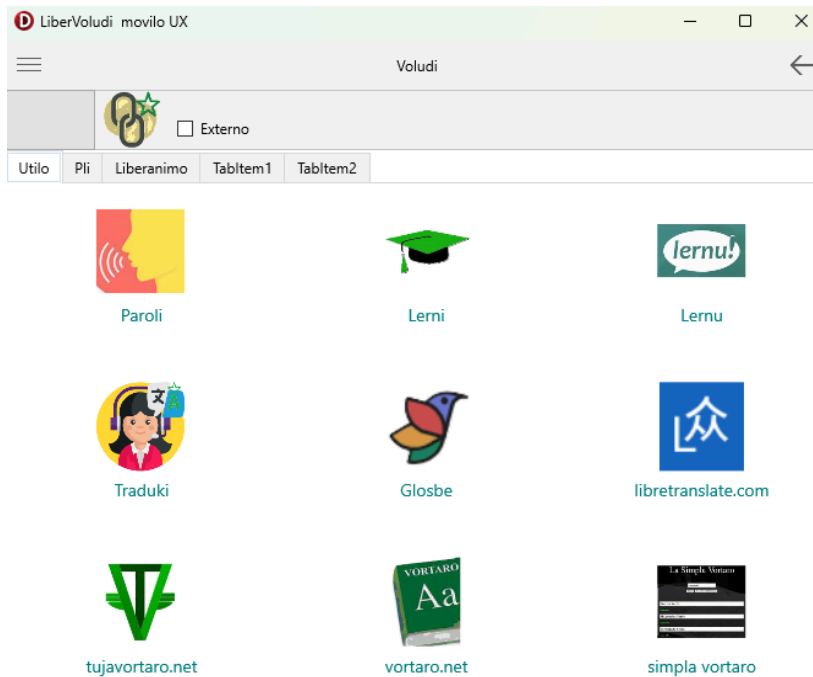 LiberVoludi movilo UX
Voludi
Externo
Utilo Pli Liberanimo TabItem1 TabItem2
lernu!
Paroli Lerni Lernu
文 A
众
Traduki Glosbe libretranslate.com
VORTARO
Aa
La Simpla Vortaro
tujavortaro.net vortaro.net simpla vortaro